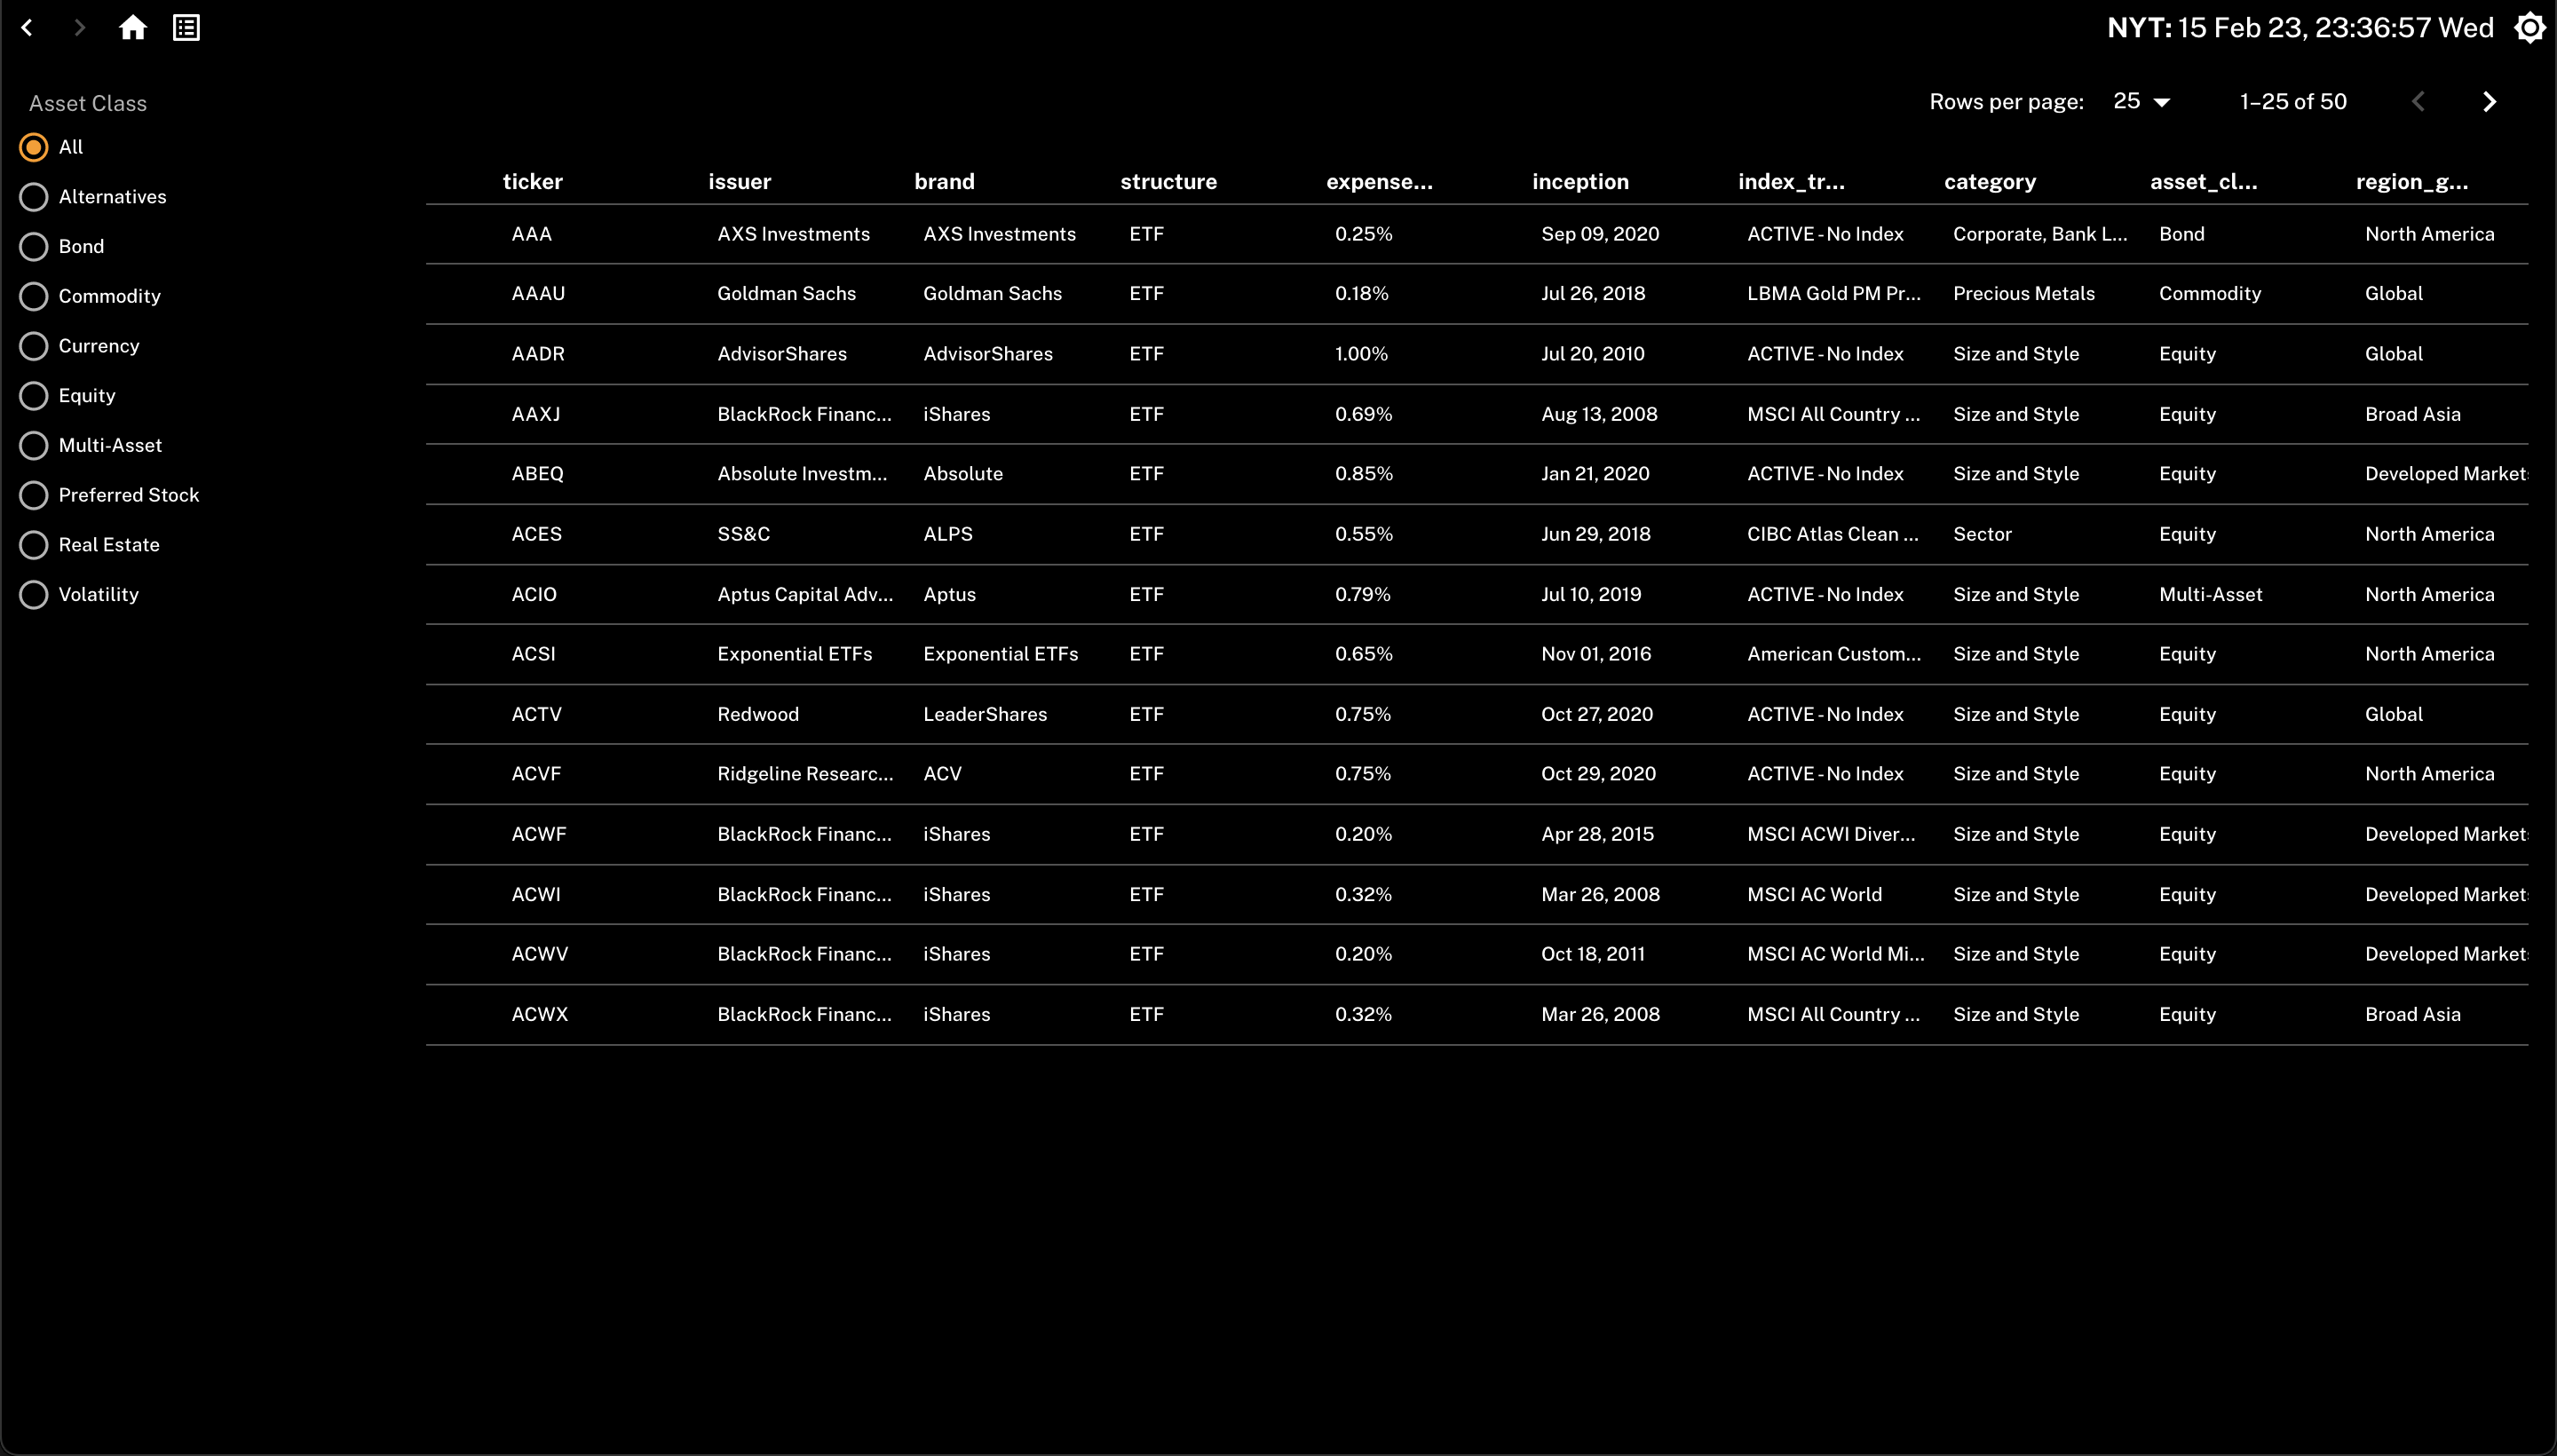 NYT: 15 Feb 23, 23:36:57 Wed
Asset Class
All
Alternatives
Bond
Commodity
Currency
Equity
Multi-Asset
Preferred Stock
Real Estate
Volatility
Rows per page: 25 1–25 of 50
ticker issuer brand structure expense... inception index_tr... category asset_cl... region_g...
AAA AXS Investments AXS Investments ETF 0.25% Sep 09, 2020 ACTIVE - No Index Corporate, Bank L... Bond North America
AAAU Goldman Sachs Goldman Sachs ETF 0.18% Jul 26, 2018 LBMA Gold PM Pr... Precious Metals Commodity Global
AADR AdvisorShares AdvisorShares ETF 1.00% Jul 20, 2010 ACTIVE - No Index Size and Style Equity Global
AAXJ BlackRock Financ... iShares ETF 0.69% Aug 13, 2008 MSCI All Country ... Size and Style Equity Broad Asia
ABEQ Absolute Investm... Absolute ETF 0.85% Jan 21, 2020 ACTIVE - No Index Size and Style Equity Developed Markets
ACES SS&C ALPS ETF 0.55% Jun 29, 2018 CIBC Atlas Clean ... Sector Equity North America
ACIO Aptus Capital Adv... Aptus ETF 0.79% Jul 10, 2019 ACTIVE - No Index Size and Style Multi-Asset North America
ACSI Exponential ETFs Exponential ETFs ETF 0.65% Nov 01, 2016 American Custom... Size and Style Equity North America
ACTV Redwood LeaderShares ETF 0.75% Oct 27, 2020 ACTIVE - No Index Size and Style Equity Global
ACVF Ridgeline Researc... ACV ETF 0.75% Oct 29, 2020 ACTIVE - No Index Size and Style Equity North America
ACWF BlackRock Financ... iShares ETF 0.20% Apr 28, 2015 MSCI ACWI Diver... Size and Style Equity Developed Markets
ACWI BlackRock Financ... iShares ETF 0.32% Mar 26, 2008 MSCI AC World Size and Style Equity Developed Markets
ACWV BlackRock Financ... iShares ETF 0.20% Oct 18, 2011 MSCI AC World Mi... Size and Style Equity Developed Markets
ACWX BlackRock Financ... iShares ETF 0.32% Mar 26, 2008 MSCI All Country ... Size and Style Equity Broad Asia